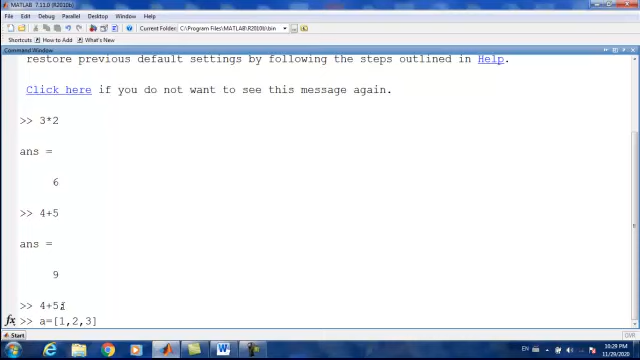 MATLAB 7.11.0 (R2010b)
File Edit Debug Parallel Desktop Window Help
Current Folder: C:\Program Files\MATLAB\R2010b\bin
Shortcuts How to Add What's New
Command Window
restore previous default settings by following the steps outlined in Help.
Click here if you do not want to see this message again.
>> 3*2
ans =
6
>> 4+5
ans =
9
>> 4+5;
fx >> a=[1,2,3]
Start
OVR
EN
10:29 PM
11/29/2020